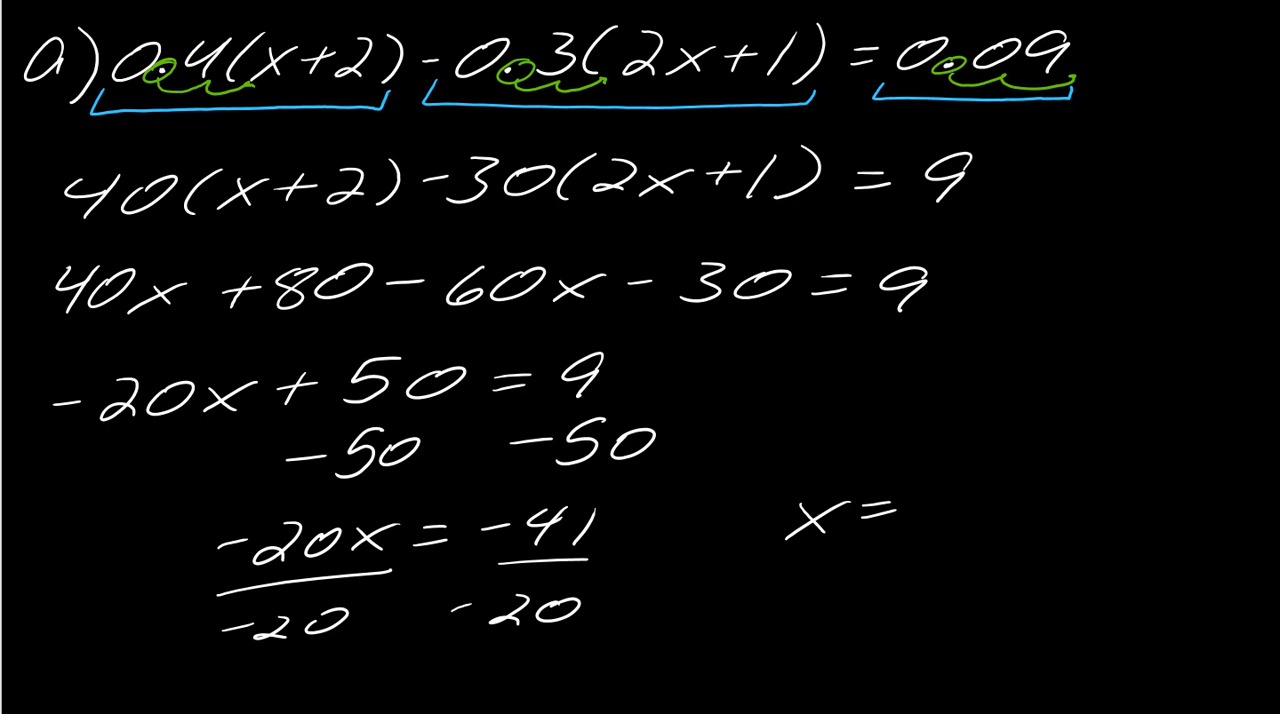 a) 0.4(x+2) - 0.3(2x+1) = 0.09
40(x+2) - 30(2x+1) = 9
40x + 80 - 60x - 30 = 9
-20x + 50 = 9
-50 -50
-20x = -41
x =
-20 -20